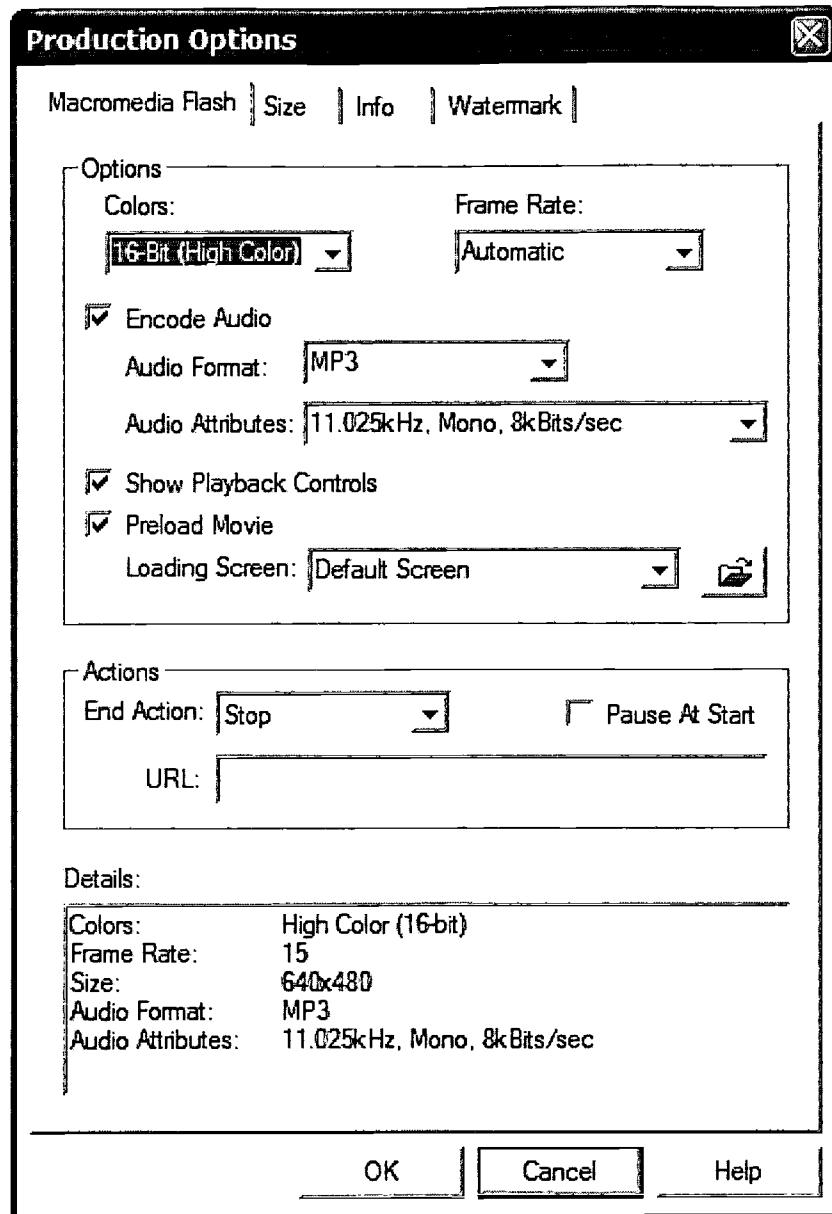 Production Options
Macromedia Flash Size Info Watermark
Options
Colors: Frame Rate:
16-Bit (High Color) Automatic
Encode Audio
Audio Format: MP3
Audio Attributes: 11.025kHz, Mono, 8kBits/sec
Show Playback Controls
Preload Movie
Loading Screen: Default Screen
Actions
End Action: Stop Pause At Start
URL:
Details:
Colors: High Color (16-bit)
Frame Rate: 15
Size: 640x480
Audio Format: MP3
Audio Attributes: 11.025kHz, Mono, 8kBits/sec
OK Cancel Help